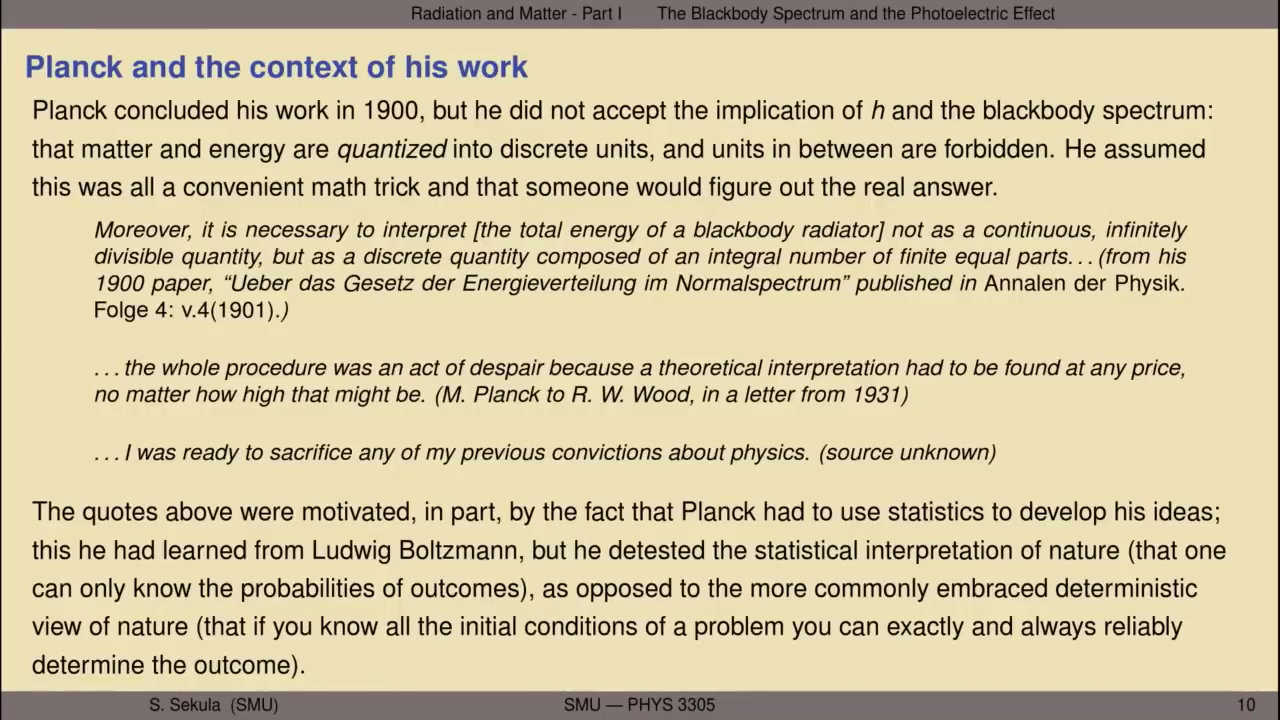 Radiation and Matter - Part I The Blackbody Spectrum and the Photoelectric Effect
Planck and the context of his work
Planck concluded his work in 1900, but he did not accept the implication of h and the blackbody spectrum:
that matter and energy are quantized into discrete units, and units in between are forbidden. He assumed
this was all a convenient math trick and that someone would figure out the real answer.
Moreover, it is necessary to interpret [the total energy of a blackbody radiator] not as a continuous, infinitely
divisible quantity, but as a discrete quantity composed of an integral number of finite equal parts. . . (from his
1900 paper, “Ueber das Gesetz der Energieverteilung im Normalspectrum” published in Annalen der Physik.
Folge 4: v.4(1901).)
. . . the whole procedure was an act of despair because a theoretical interpretation had to be found at any price,
no matter how high that might be. (M. Planck to R. W. Wood, in a letter from 1931)
. . . I was ready to sacrifice any of my previous convictions about physics. (source unknown)
The quotes above were motivated, in part, by the fact that Planck had to use statistics to develop his ideas;
this he had learned from Ludwig Boltzmann, but he detested the statistical interpretation of nature (that one
can only know the probabilities of outcomes), as opposed to the more commonly embraced deterministic
view of nature (that if you know all the initial conditions of a problem you can exactly and always reliably
determine the outcome).
S. Sekula (SMU) SMU — PHYS 3305 10